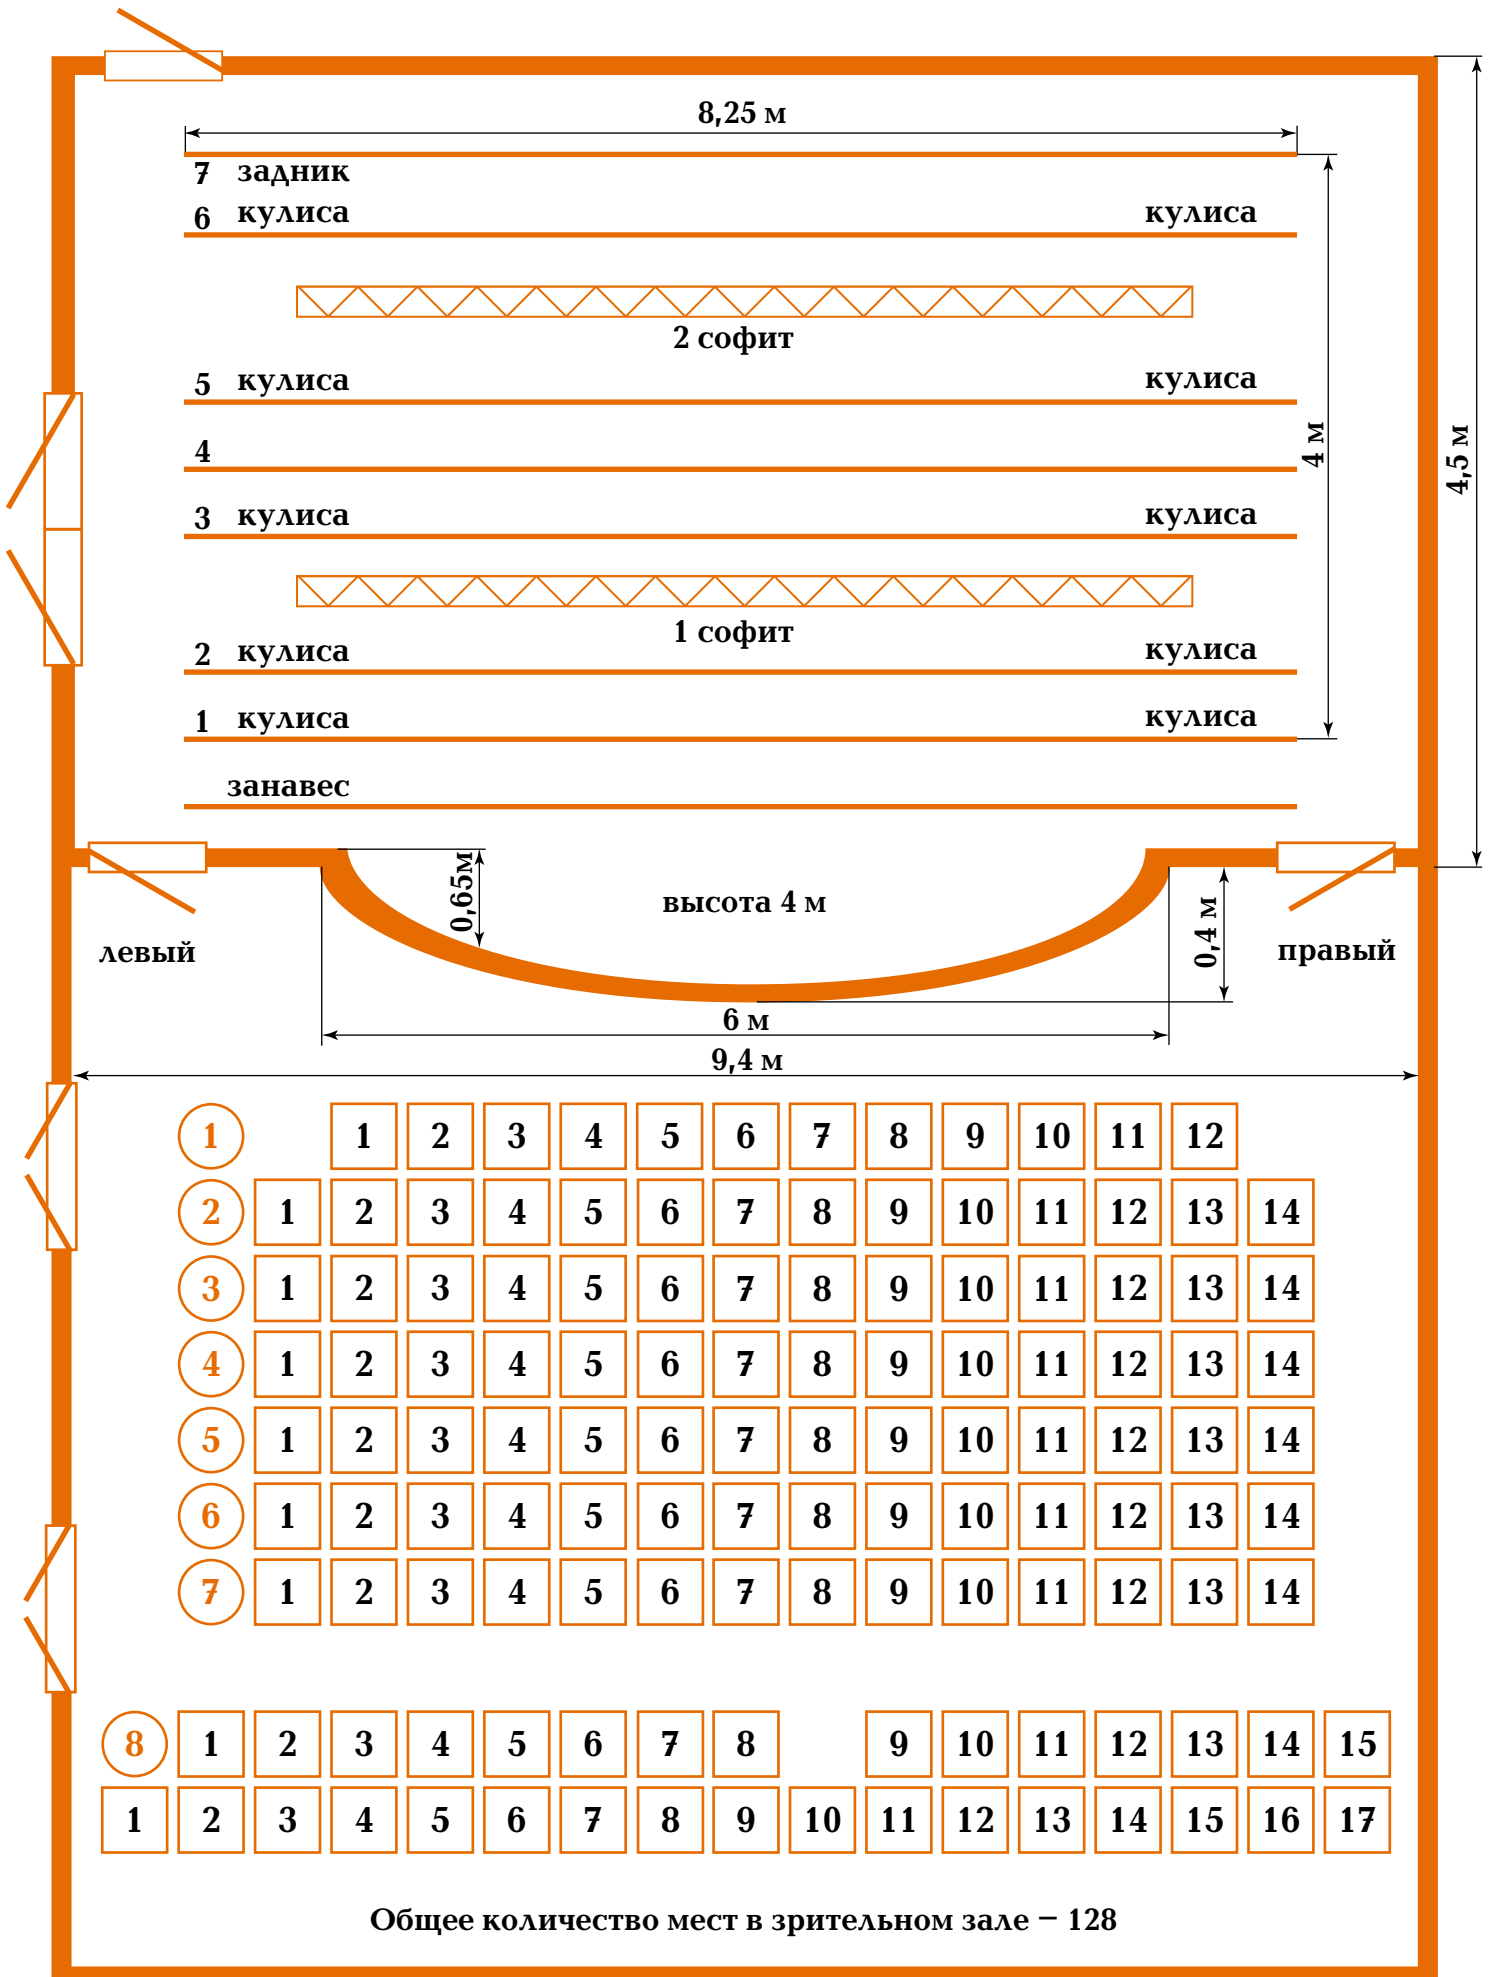 8,25 м
7 задник
6 кулиса кулиса
2 софит
5 кулиса кулиса
4
4 м
4,5 м
3 кулиса кулиса
1 софит
2 кулиса кулиса
1 кулиса кулиса
занавес
0,65м
высота 4 м
0,4 м
левый
правый
6 м
9,4 м
1 1 2 3 4 5 6 7 8 9 10 11 12
2 1 2 3 4 5 6 7 8 9 10 11 12 13 14
3 1 2 3 4 5 6 7 8 9 10 11 12 13 14
4 1 2 3 4 5 6 7 8 9 10 11 12 13 14
5 1 2 3 4 5 6 7 8 9 10 11 12 13 14
6 1 2 3 4 5 6 7 8 9 10 11 12 13 14
7 1 2 3 4 5 6 7 8 9 10 11 12 13 14
8 1 2 3 4 5 6 7 8 9 10 11 12 13 14 15
1 2 3 4 5 6 7 8 9 10 11 12 13 14 15 16 17
Общее количество мест в зрительном зале – 128